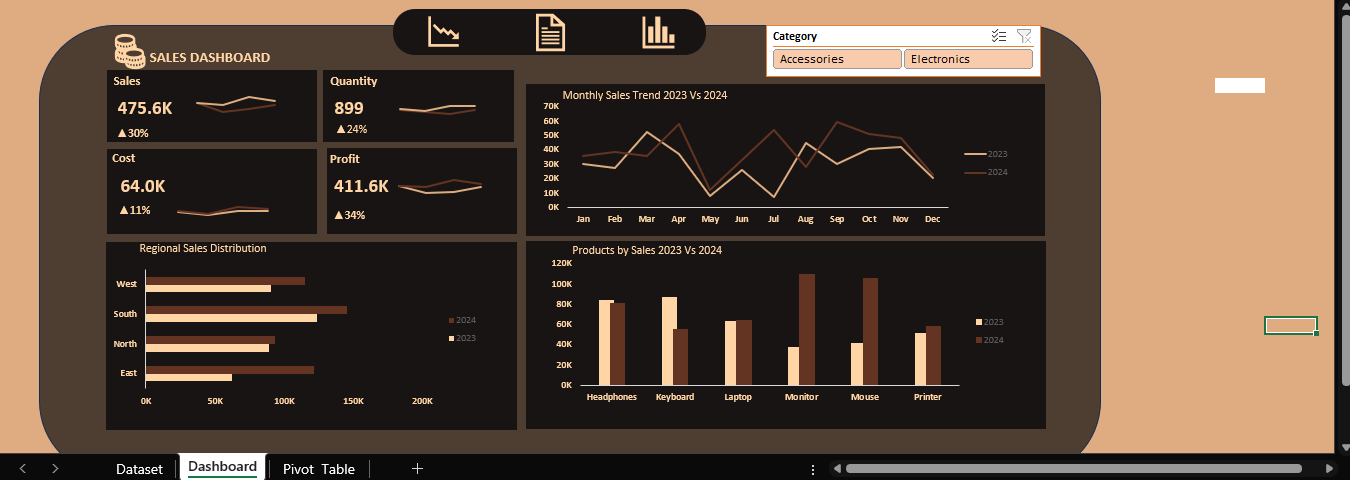 SALES DASHBOARD
Category
Accessories Electronics
Sales
475.6K
▲30%
Quantity
899
▲24%
Cost
64.0K
▲11%
Profit
411.6K
▲34%
Monthly Sales Trend 2023 Vs 2024
70K
60K
50K
40K
30K
20K
10K
0K
Jan Feb Mar Apr May Jun Jul Aug Sep Oct Nov Dec
2023
2024
Regional Sales Distribution
West
South
North
East
0K 50K 100K 150K 200K
2024
2023
Products by Sales 2023 Vs 2024
120K
100K
80K
60K
40K
20K
0K
Headphones Keyboard Laptop Monitor Mouse Printer
2023
2024
Dataset Dashboard Pivot Table